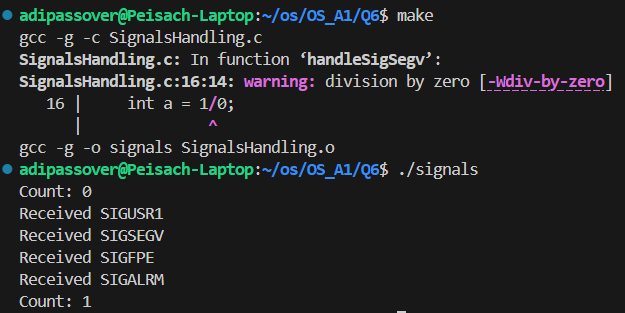 adipassover@Peisach-Laptop:~/os/OS_A1/Q6$ make
gcc -g -c SignalsHandling.c
SignalsHandling.c: In function ‘handleSigSegv’:
SignalsHandling.c:16:14: warning: division by zero [-Wdiv-by-zero]
   16 |     int a = 1/0;
      |              ^
gcc -g -o signals SignalsHandling.o
adipassover@Peisach-Laptop:~/os/OS_A1/Q6$ ./signals
Count: 0
Received SIGUSR1
Received SIGSEGV
Received SIGFPE
Received SIGALRM
Count: 1